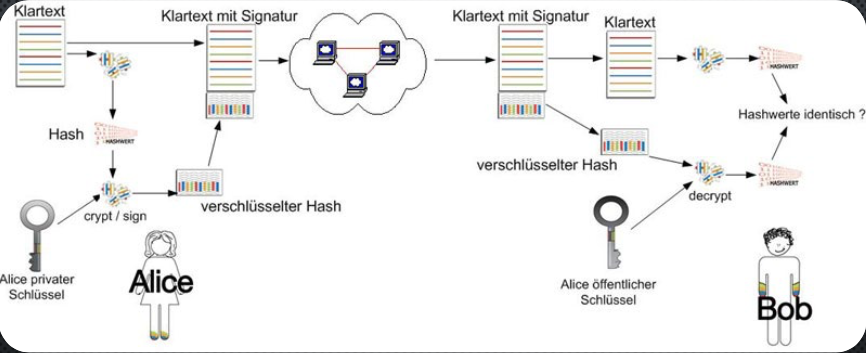 Klartext
Klartext mit Signatur
Hash
HASHWERT
crypt / sign
verschlüsselter Hash
Alice privater
Schlüssel
Alice
Klartext mit Signatur
Klartext
HASHWERT
Hashwerte identisch ?
verschlüsselter Hash
decrypt
HASHWERT
Alice öffentlicher
Schlüssel
Bob